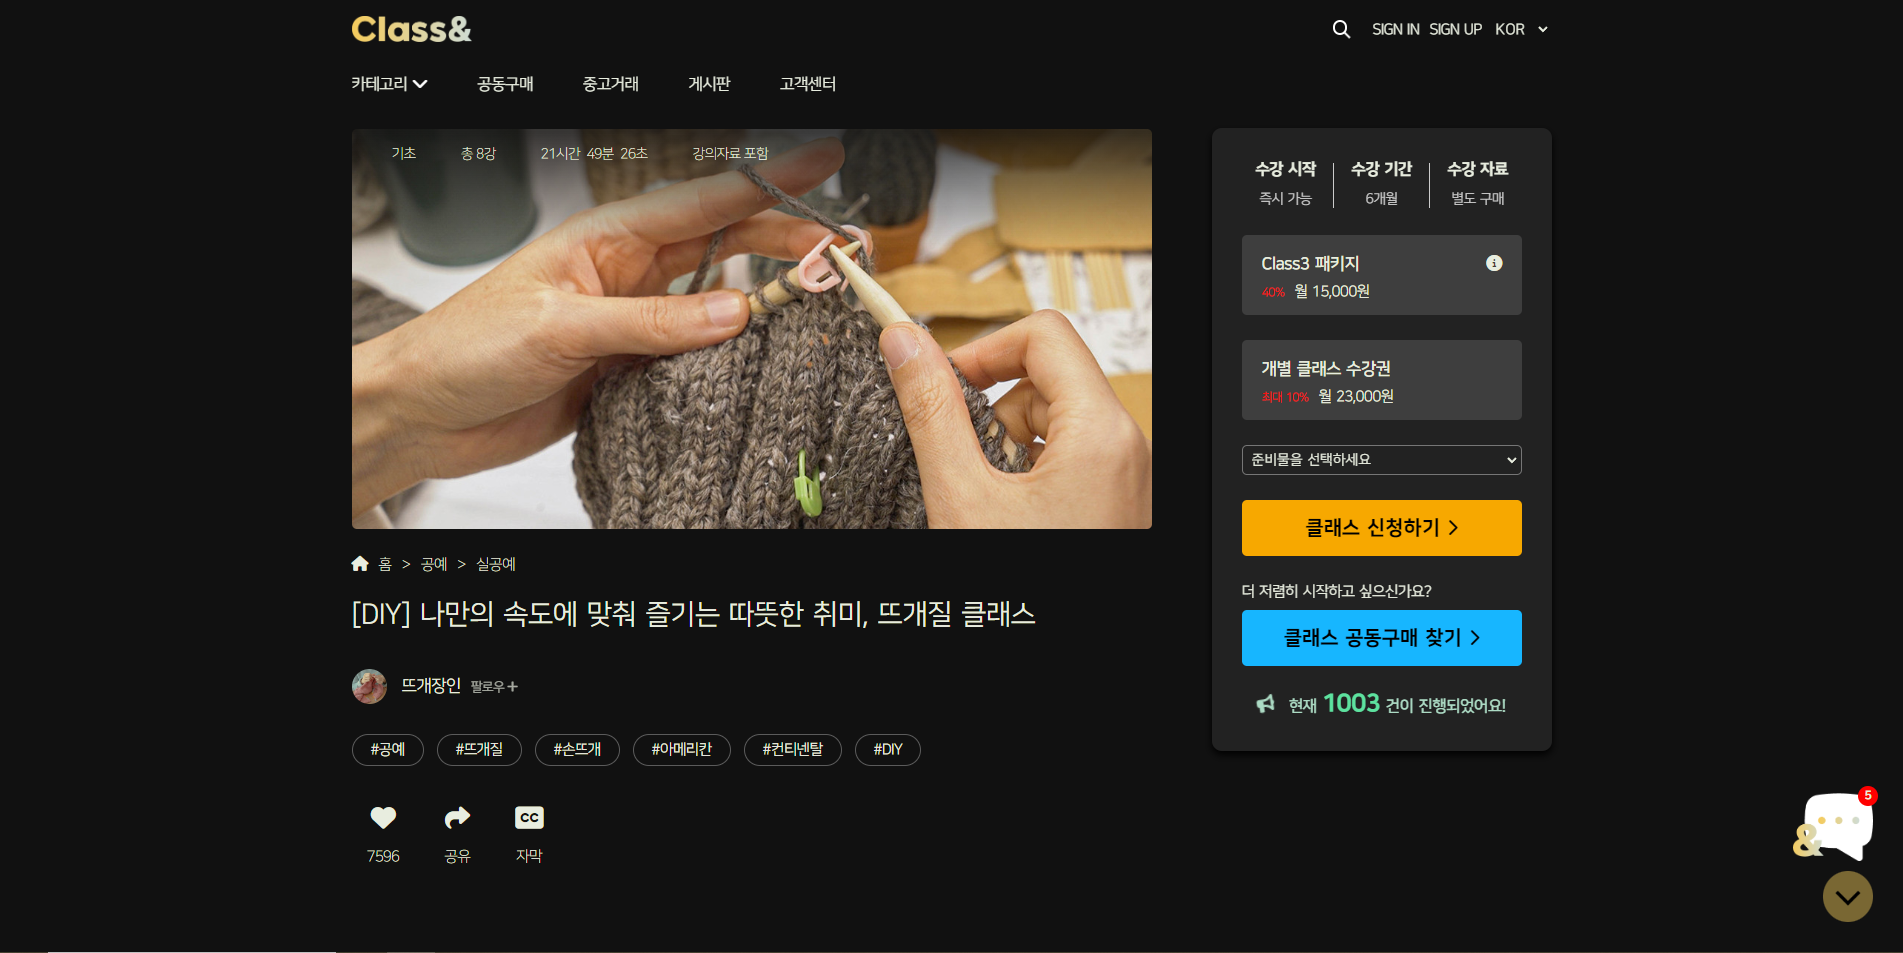 Class&
SIGN IN SIGN UP KOR
카테고리 공동구매 중고거래 게시판 고객센터
기초 총 8강 21시간 49분 26초 강의자료 포함
홈 > 공예 > 실공예
[DIY] 나만의 속도에 맞춰 즐기는 따뜻한 취미, 뜨개질 클래스
뜨개장인 팔로우 +
#공예 #뜨개질 #손뜨개 #아메리칸 #컨티넨탈 #DIY
CC
7596 공유 자막
수강 시작 수강 기간 수강 자료
즉시 가능 6개월 별도 구매
Class3 패키지
40% 월 15,000원
개별 클래스 수강권
최대 10% 월 23,000원
준비물을 선택하세요
클래스 신청하기 >
더 저렴히 시작하고 싶으신가요?
클래스 공동구매 찾기 >
현재 1003 건이 진행되었어요!
5
&